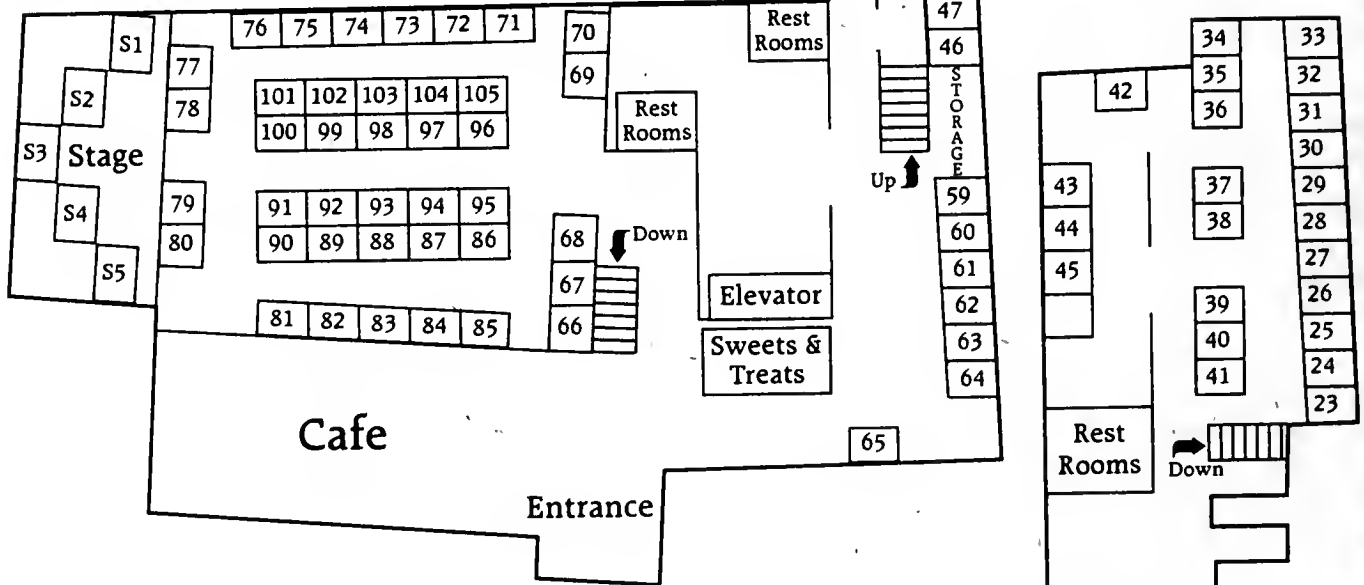 76 75 74 73 72 71
70
69
S1
S2
S3
S4
S5
Stage
77
78
79
80
101 102 103 104 105
100 99 98 97 96
91 92 93 94 95
90 89 88 87 86
81 82 83 84 85
68
67
66
Down
Rest
Rooms
Rest
Rooms
Elevator
Sweets &
Treats
Cafe
Entrance
47
46
STORAGE
Up
59
60
61
62
63
64
65
42
43
44
45
Rest
Rooms
34
35
36
37
38
39
40
41
Down
33
32
31
30
29
28
27
26
25
24
23